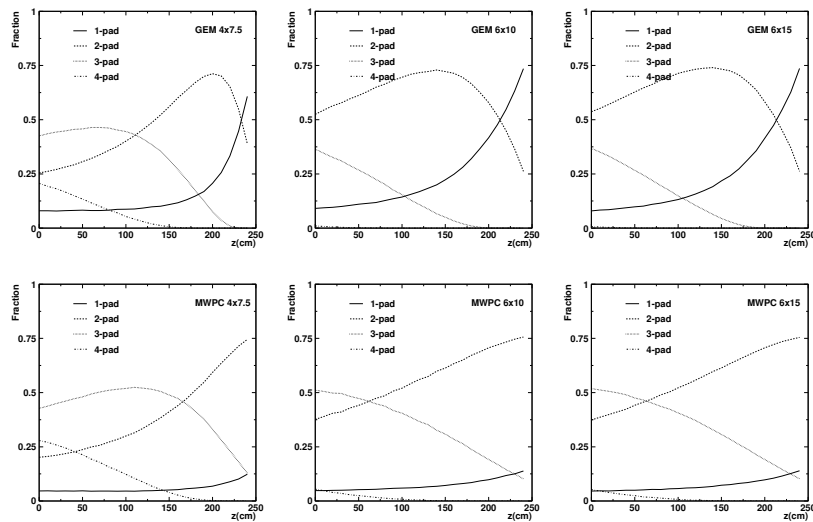 Fraction
1
0.75
0.5
0.25
0
1-pad
2-pad
3-pad
4-pad
GEM 4x7.5
0 50 100 150 200 250
z(cm)
Fraction
1
0.75
0.5
0.25
0
1-pad
2-pad
3-pad
4-pad
GEM 6x10
0 50 100 150 200 250
z(cm)
Fraction
1
0.75
0.5
0.25
0
1-pad
2-pad
3-pad
4-pad
GEM 6x15
0 50 100 150 200 250
z(cm)
Fraction
1
0.75
0.5
0.25
0
1-pad
2-pad
3-pad
4-pad
MWPC 4x7.5
0 50 100 150 200 250
z(cm)
Fraction
1
0.75
0.5
0.25
0
1-pad
2-pad
3-pad
4-pad
MWPC 6x10
0 50 100 150 200 250
z(cm)
Fraction
1
0.75
0.5
0.25
0
1-pad
2-pad
3-pad
4-pad
MWPC 6x15
0 50 100 150 200 250
z(cm)